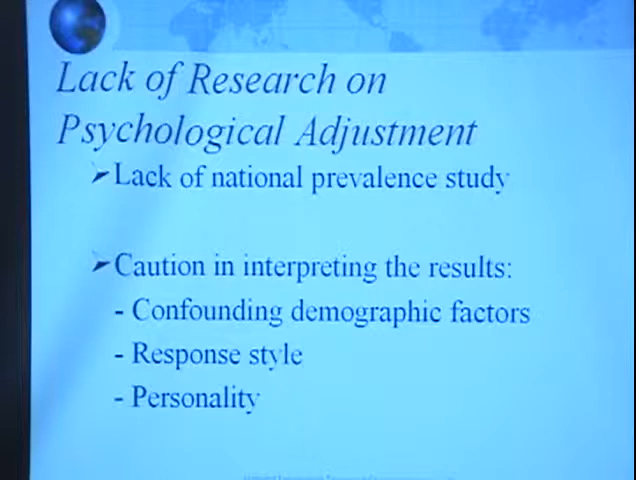 Lack of Research on
Psychological Adjustment
➢Lack of national prevalence study
➢Caution in interpreting the results:
- Confounding demographic factors
- Response style
- Personality